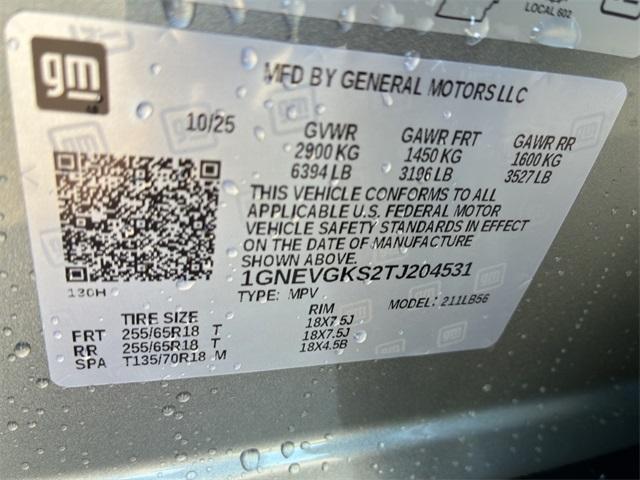 LOCAL 602
gm
MFD BY GENERAL MOTORS LLC
10/25 GVWR GAWR FRT GAWR RR
2900 KG 1450 KG 1600 KG
6394 LB 3196 LB 3527 LB
THIS VEHICLE CONFORMS TO ALL
APPLICABLE U.S. FEDERAL MOTOR
VEHICLE SAFETY STANDARDS IN EFFECT
ON THE DATE OF MANUFACTURE
SHOWN ABOVE.
1GNEVGKS2TJ204531
130H
TYPE: MPV MODEL: 211LB56
TIRE SIZE RIM
FRT 255/65R18 T 18X7.5J
RR 255/65R18 T 18X7.5J
SPA T135/70R18 M 18X4.5B